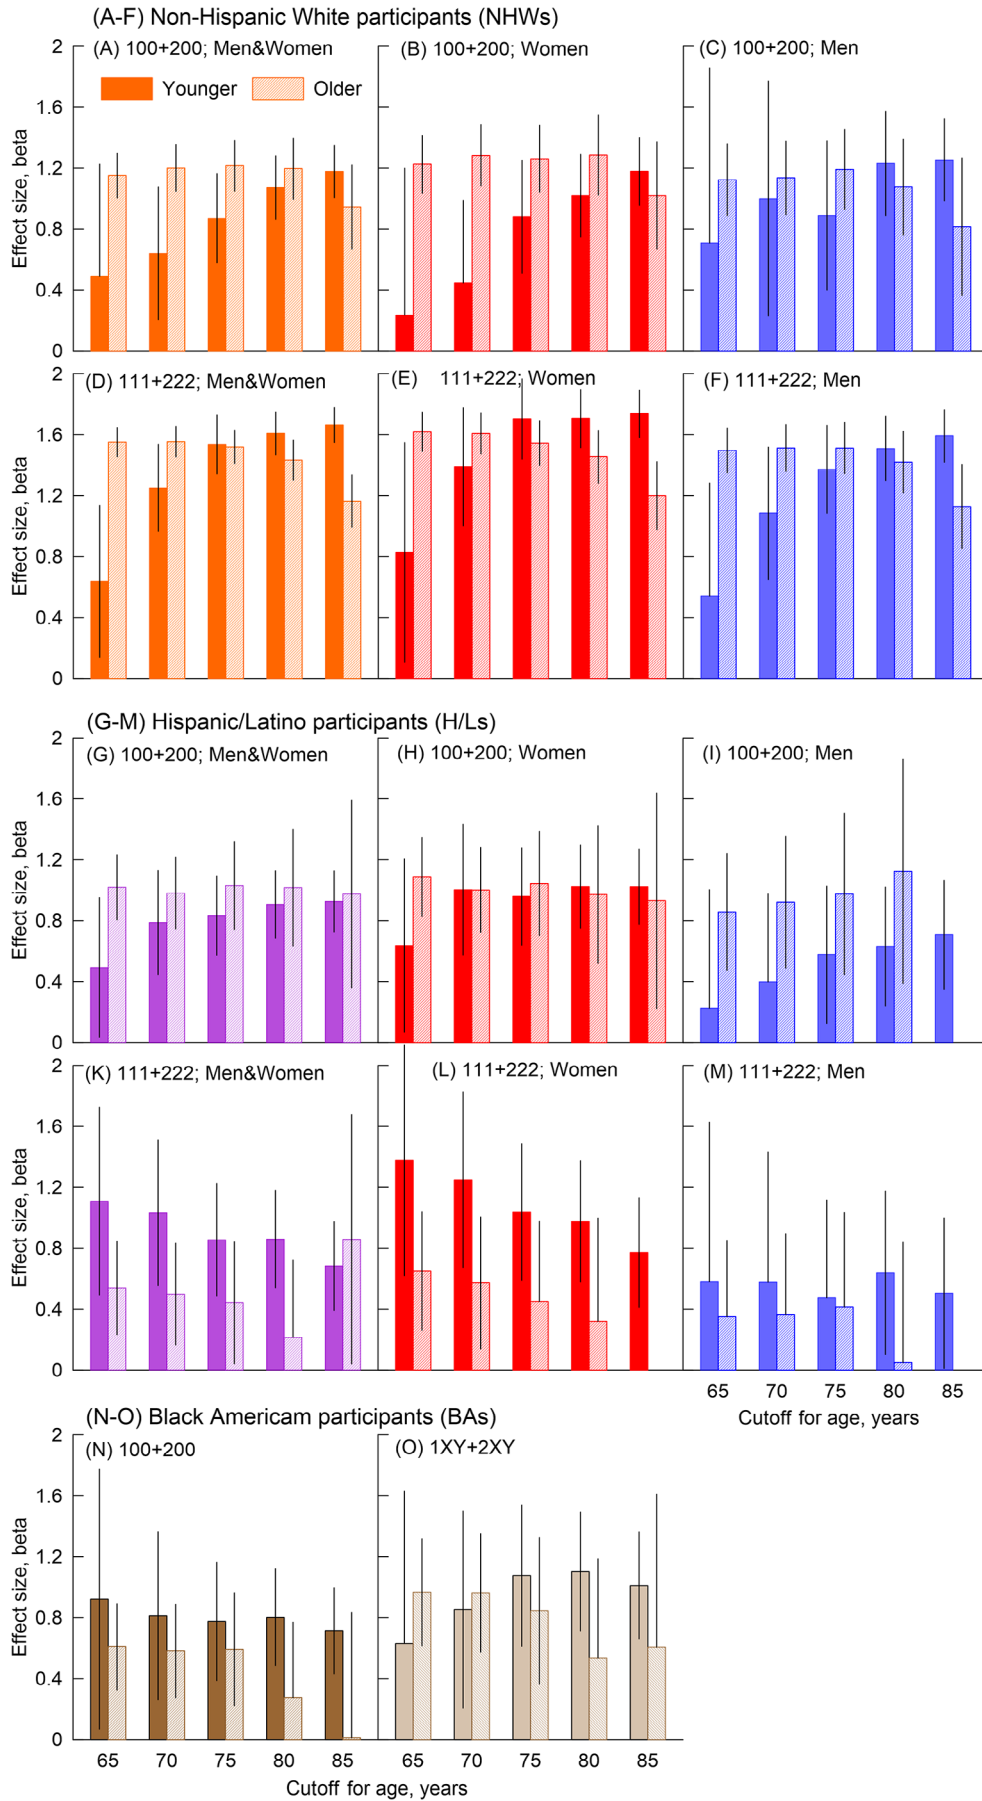 (A-F) Non-Hispanic White participants (NHWs)
(A) 100+200; Men&Women
(B) 100+200; Women
(C) 100+200; Men
Younger
Older
2
1.6
1.2
0.8
0.4
0
Effect size, beta
(D) 111+222; Men&Women
(E) 111+222; Women
(F) 111+222; Men
2
1.6
1.2
0.8
0.4
0
Effect size, beta
(G-M) Hispanic/Latino participants (H/Ls)
(G) 100+200; Men&Women
(H) 100+200; Women
(I) 100+200; Men
2
1.6
1.2
0.8
0.4
0
Effect size, beta
(K) 111+222; Men&Women
(L) 111+222; Women
(M) 111+222; Men
2
1.6
1.2
0.8
0.4
0
Effect size, beta
65 70 75 80 85
Cutoff for age, years
(N-O) Black Americam participants (BAs)
(N) 100+200
(O) 1XY+2XY
2
1.6
1.2
0.8
0.4
0
Effect size, beta
65 70 75 80 85
65 70 75 80 85
Cutoff for age, years